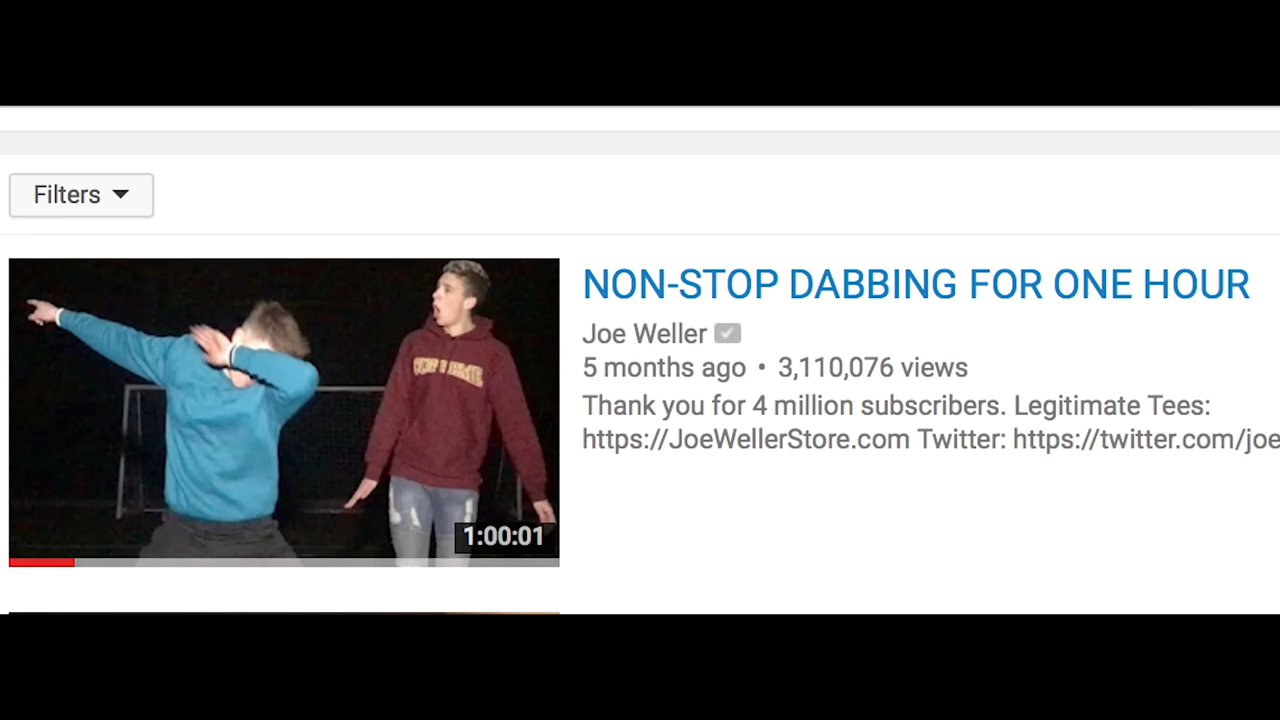 Filters
NON-STOP DABBING FOR ONE HOUR
Joe Weller
5 months ago • 3,110,076 views
Thank you for 4 million subscribers. Legitimate Tees:
https://JoeWellerStore.com Twitter: https://twitter.com/joe
1:00:01